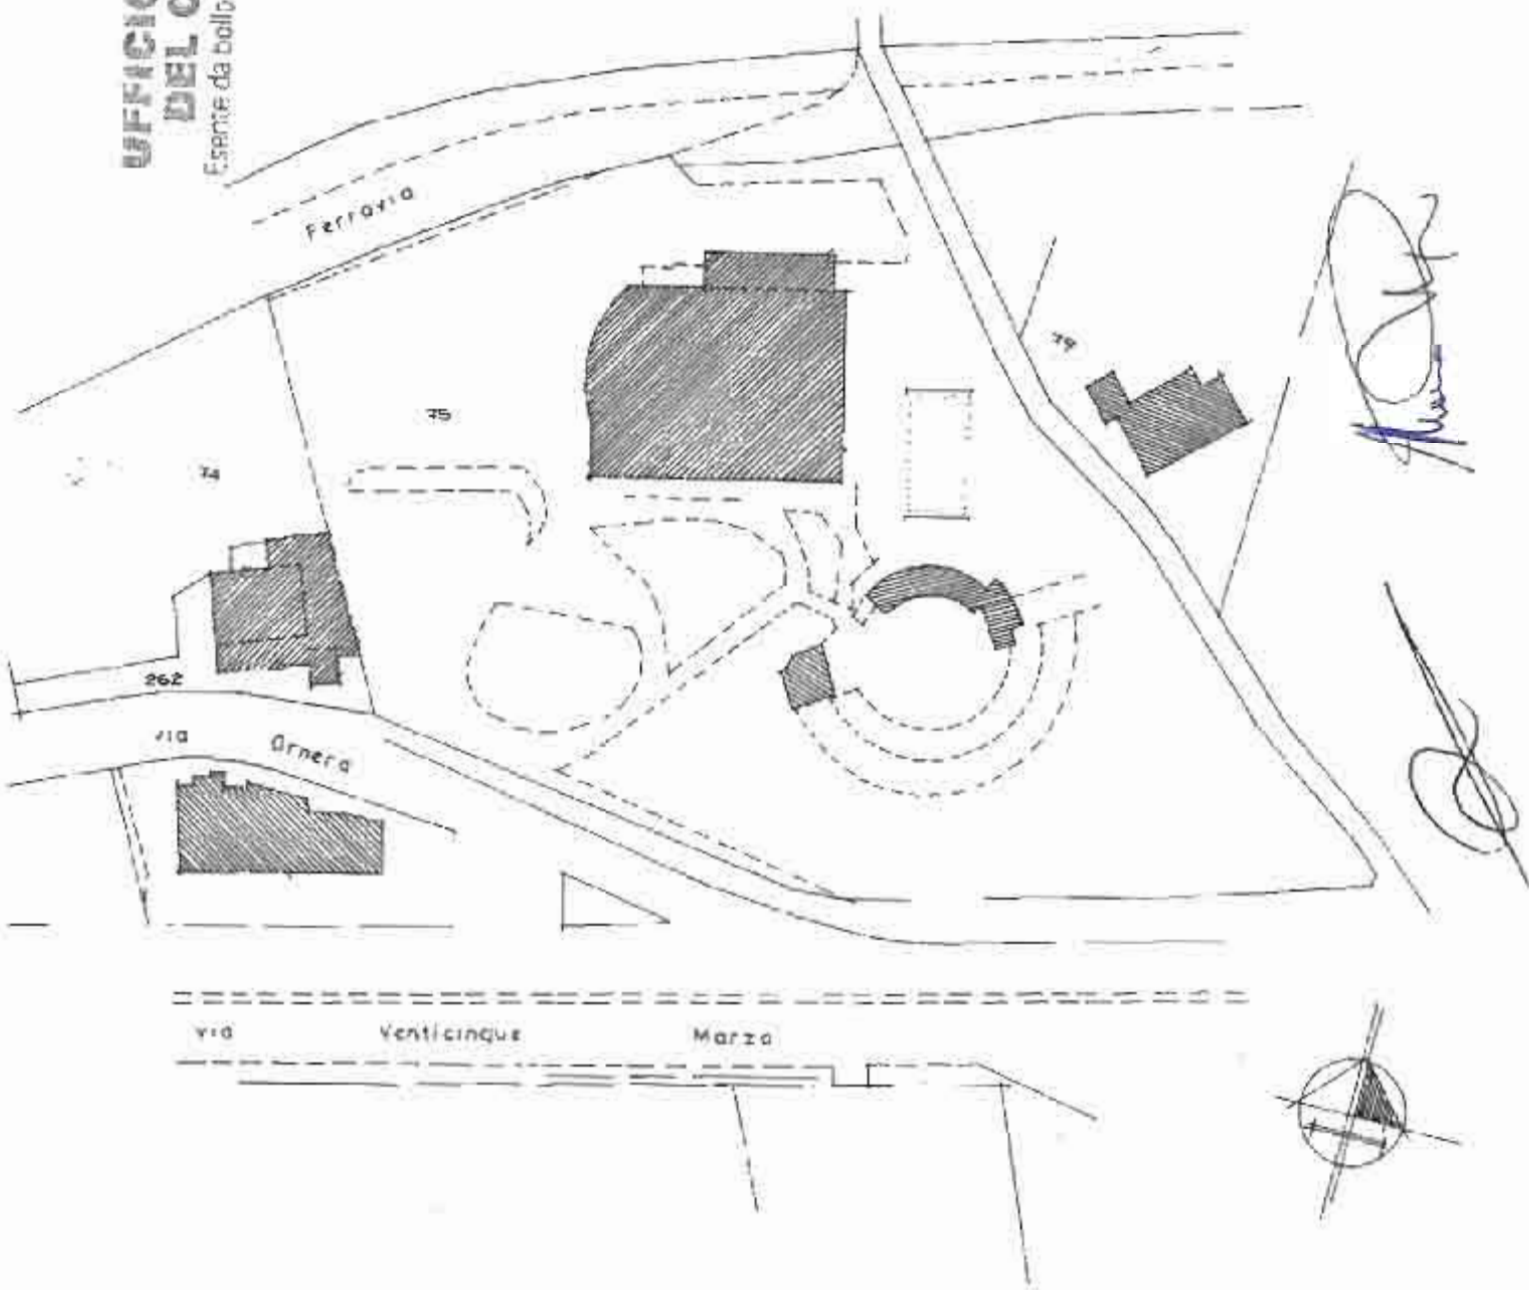 UFFICIO
DEL
Esente da bollo
Ferrovia
79
75
74
262
via Ornera
via Venticinque Marzo